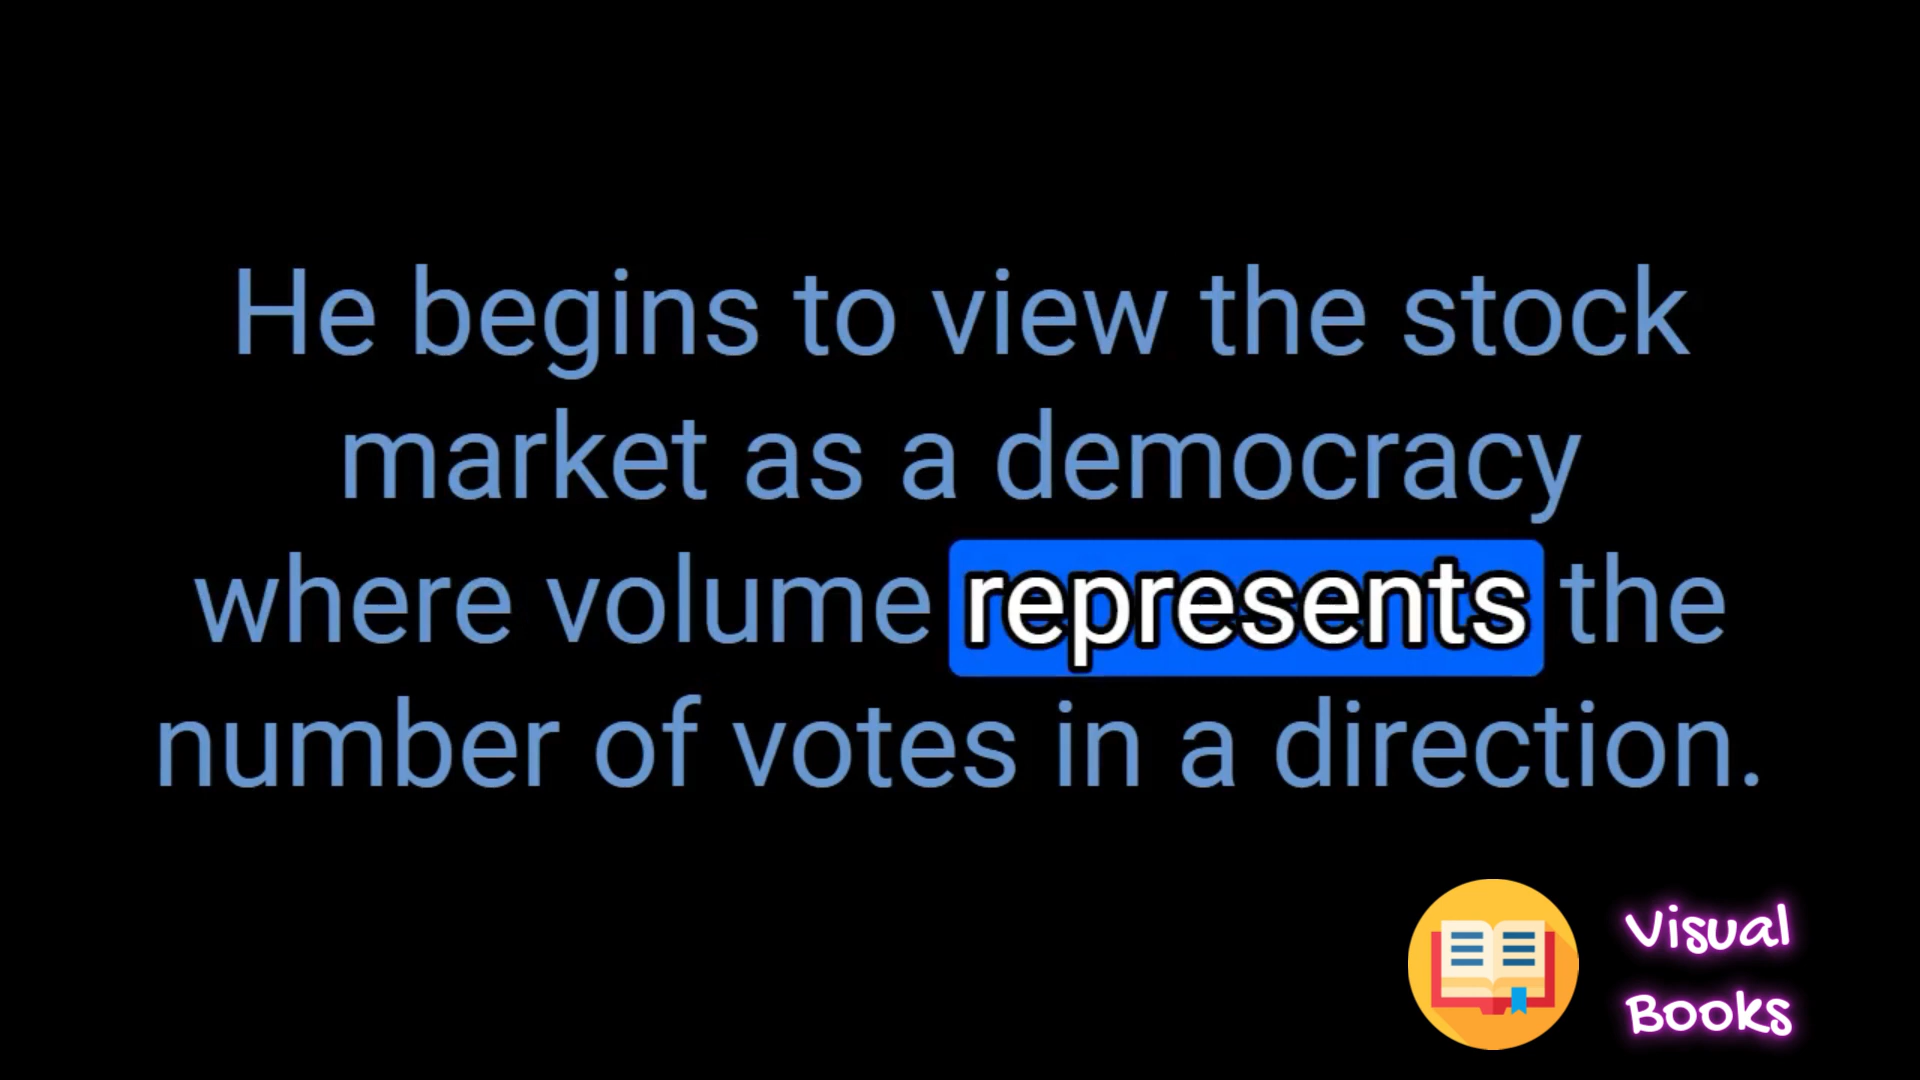 He begins to view the stock
market as a democracy
where volume represents the
number of votes in a direction.
Visual
Books